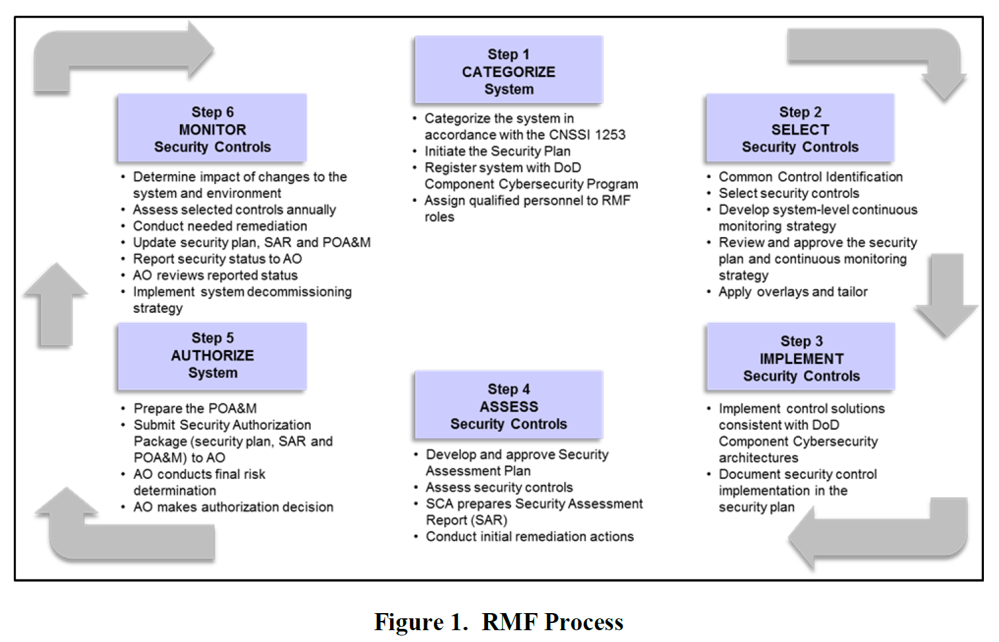 Step 1
CATEGORIZE
System
• Categorize the system in
accordance with the CNSSI 1253
• Initiate the Security Plan
• Register system with DoD
Component Cybersecurity Program
• Assign qualified personnel to RMF
roles
Step 2
SELECT
Security Controls
• Common Control Identification
• Select security controls
• Develop system-level continuous
monitoring strategy
• Review and approve the security
plan and continuous monitoring
strategy
• Apply overlays and tailor
Step 3
IMPLEMENT
Security Controls
• Implement control solutions
consistent with DoD
Component Cybersecurity
architectures
• Document security control
implementation in the
security plan
Step 4
ASSESS
Security Controls
• Develop and approve Security
Assessment Plan
• Assess security controls
• SCA prepares Security Assessment
Report (SAR)
• Conduct initial remediation actions
Step 5
AUTHORIZE
System
• Prepare the POA&M
• Submit Security Authorization
Package (security plan, SAR and
POA&M) to AO
• AO conducts final risk
determination
• AO makes authorization decision
Step 6
MONITOR
Security Controls
• Determine impact of changes to the
system and environment
• Assess selected controls annually
• Conduct needed remediation
• Update security plan, SAR and POA&M
• Report security status to AO
• AO reviews reported status
• Implement system decommissioning
strategy
Figure 1. RMF Process